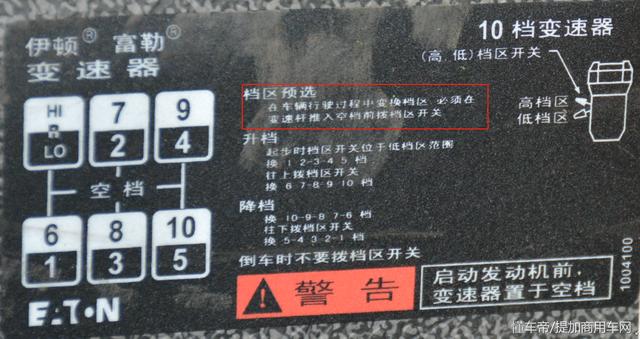 伊顿® 富勒®
变速器
10档变速器
(高,低)档区开关
高档区
低档区
HI
R
LO
7
2
9
4
空档
6
1
8
3
10
5
EATON
档区预选
在车辆行驶过程中变换档区,必须在
变速杆推入空档前拨档区开关
升档
起步时档区开关位于低档区范围
换 1-2-3-4-5 档
往上拨档区开关
换 6-7-8-9-10 档
降档
换 10-9-8-7-6 档
往下拨档区开关
换 5-4-3-2-1 档
倒车时不要拨档区开关
警告
启动发动机前,
变速器置于空档
1004100
懂车帝/提加商用车网